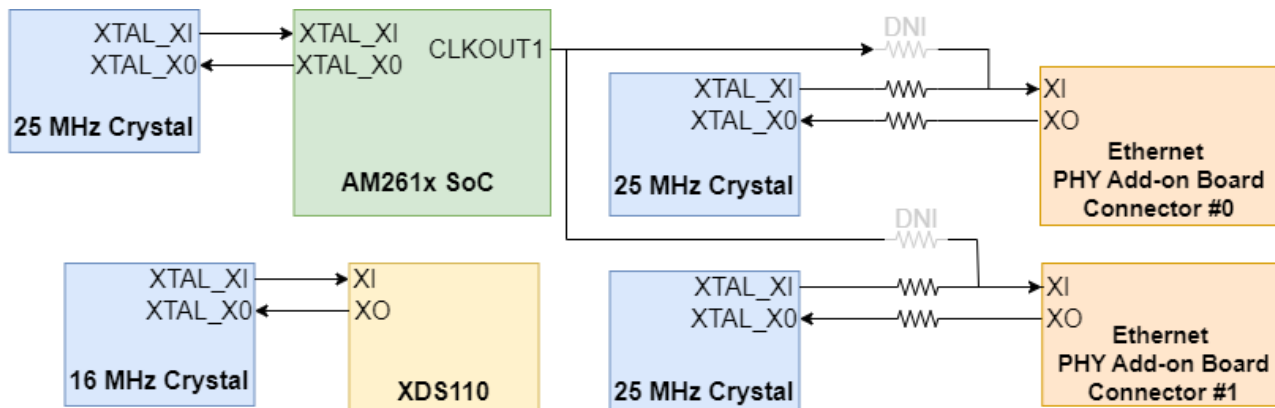 XTAL_XI
XTAL_X0
25 MHz Crystal
XTAL_XI
XTAL_X0
CLKOUT1
AM261x SoC
DNI
XTAL_XI
XTAL_X0
25 MHz Crystal
XI
XO
Ethernet
PHY Add-on Board
Connector #0
XTAL_XI
XTAL_X0
16 MHz Crystal
XI
XO
XDS110
DNI
XTAL_XI
XTAL_X0
25 MHz Crystal
XI
XO
Ethernet
PHY Add-on Board
Connector #1